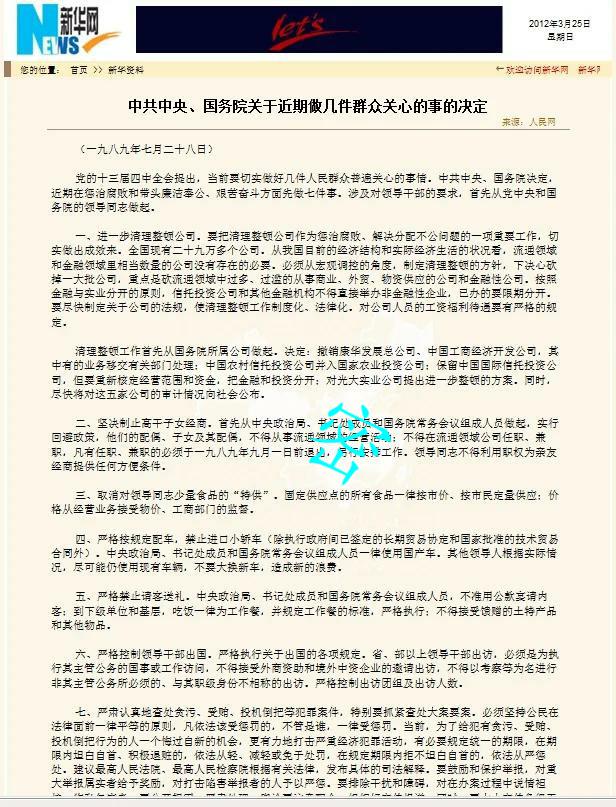 新华网
NEWS
let's
2012年3月25日
星期日
您的位置： 首页 >> 新华资料
欢迎访问新华网 新华
中共中央、国务院关于近期做几件群众关心的事的决定
来源：人民网
（一九八九年七月二十八日）
党的十三届四中全会提出，当前要切实做好几件人民群众普遍关心的事情。中共中央、国务院决定，
近期在惩治腐败和带头廉洁奉公、艰苦奋斗方面先做七件事。涉及对领导干部的要求，首先从党中央和国
务院的领导同志做起。
一、进一步清理整顿公司。要把清理整顿公司作为惩治腐败、解决分配不公问题的一项重要工作，切
实做出成效来。全国现有二十九万多个公司。从我国目前的经济结构和实际经济生活的状况看，流通领域
和金融领域里相当数量的公司没有存在的必要。必须从宏观调控的角度，制定清理整顿的方针，下决心砍
掉一大批公司，重点是砍流通领域中过多、过滥的从事商业、外贸、物资供应的公司和金融性公司。按照
金融与实业分开的原则，信托投资公司和其他金融机构不得直接举办非金融性企业，已办的要限期分开。
要尽快制定关于公司的法规，使清理整顿工作制度化、法律化。对公司人员的工资福利待遇要有严格的规
定。
清理整顿工作首先从国务院所属公司做起。决定：撤销康华发展总公司、中国工商经济开发公司，其
中有的业务移交有关部门处理；中国农村信托投资公司并入国家农业投资公司；保留中国国际信托投资公
司，但要重新核定经营范围和资金，把金融和投资分开；对光大实业公司提出进一步整顿的方案。同时，
尽快将对这五家公司的审计情况向社会公布。
二、坚决制止高干子女经商。首先从中央政治局、书记处成员和国务院常务会议组成人员做起，实行
回避政策，他们的配偶、子女及其配偶，不得从事流通领域的经营活动；不得在流通领域公司任职、兼
职，凡有任职、兼职的必须于一九八九年九月一日前退出，另行安排工作。领导同志不得利用职权为亲友
经商提供任何方便条件。
密
三、取消对领导同志少量食品的“特供”。固定供应点的所有食品一律按市价、按市民定量供应；价
格从经营业务接受物价、工商部门的监督。
四、严格按规定配车，禁止进口小轿车（除执行政府间已签定的长期贸易协定和国家批准的技术贸易
合同外）。中央政治局、书记处成员和国务院常务会议组成人员一律使用国产车。其他领导人根据实际情
况，尽可能仍使用现有车辆，不要大换新车，造成新的浪费。
五、严格禁止请客送礼。中央政治局、书记处成员和国务院常务会议组成人员，不准用公款宴请内
客；到下级单位和基层，吃饭一律为工作餐，并规定工作餐的标准，严格执行；不得接受馈赠的土特产品
和其他物品。
六、严格控制领导干部出国。严格执行关于出国的各项规定。省、部以上领导干部出访，必须是为执
行其主管公务的国事或工作访问，不得接受外商资助和境外中资企业的邀请出访，不得以考察等为名进行
非其主管公务所必须的、与其职级身份不相称的出访。严格控制出访团组及出访人数。
七、严肃认真地查处贪污、受贿、投机倒把等犯罪案件，特别要抓紧查处大案要案。必须坚持公民在
法律面前一律平等的原则，凡依法该受惩罚的，不管是谁，一律受惩罚。当前，为了给犯有贪污、受贿、
投机倒把行为的人一个悔过自新的机会，更有力地打击严重经济犯罪活动，有必要规定统一的期限，在期
限内坦白自首、积极退赃的，依法从轻、减轻或免于处罚，在规定期限内拒不坦白自首的，依法从严惩
处。建议最高人民法院、最高人民检察院根据有关法律，发布具体的司法解释。要鼓励和保护举报，对重
大举报属实者给予奖励，对打击陷害举报者的人予以严惩。要排除干扰和障碍，对在办案过程中说情袒